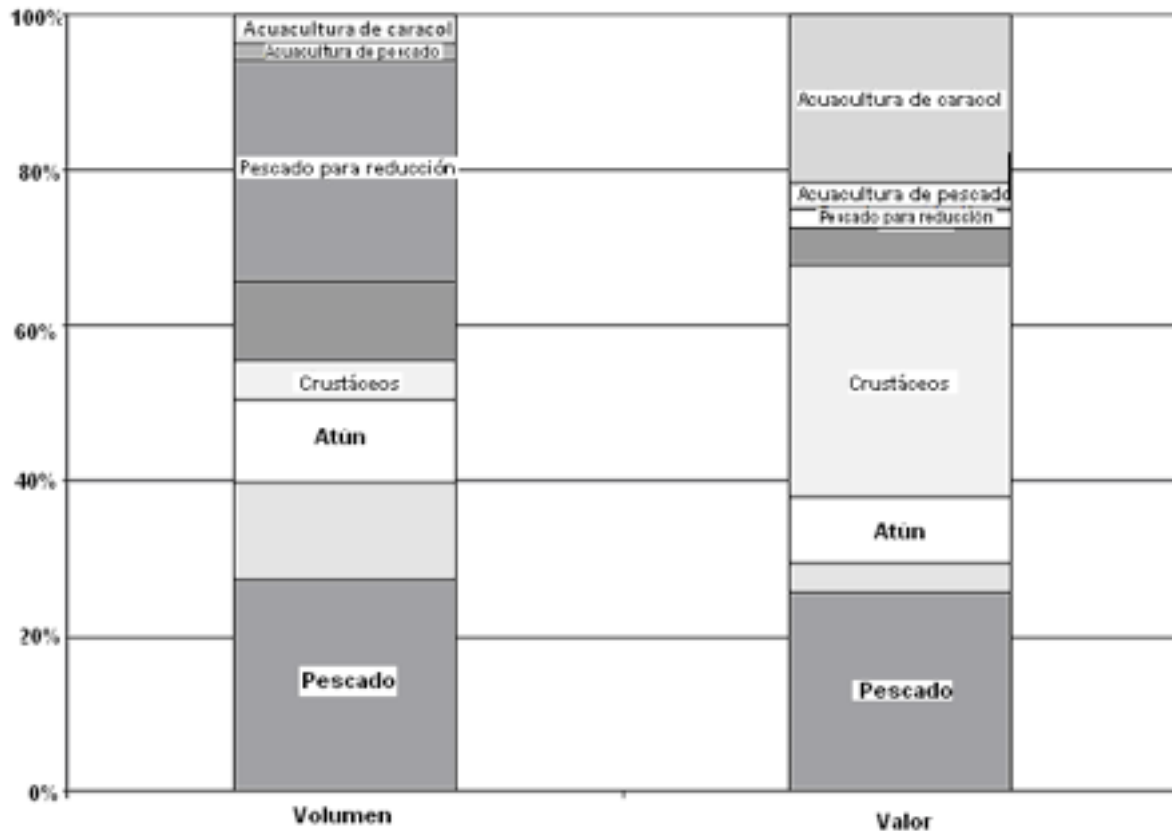 100%
80%
60%
40%
20%
0%
Acuacultura de caracol
Acuacultura de pescado
Pescado para reducción
Crustáceos
Atún
Pescado
Volumen
Acuacultura de caracol
Acuacultura de pescado
Pescado para reducción
Crustáceos
Atún
Pescado
Valor